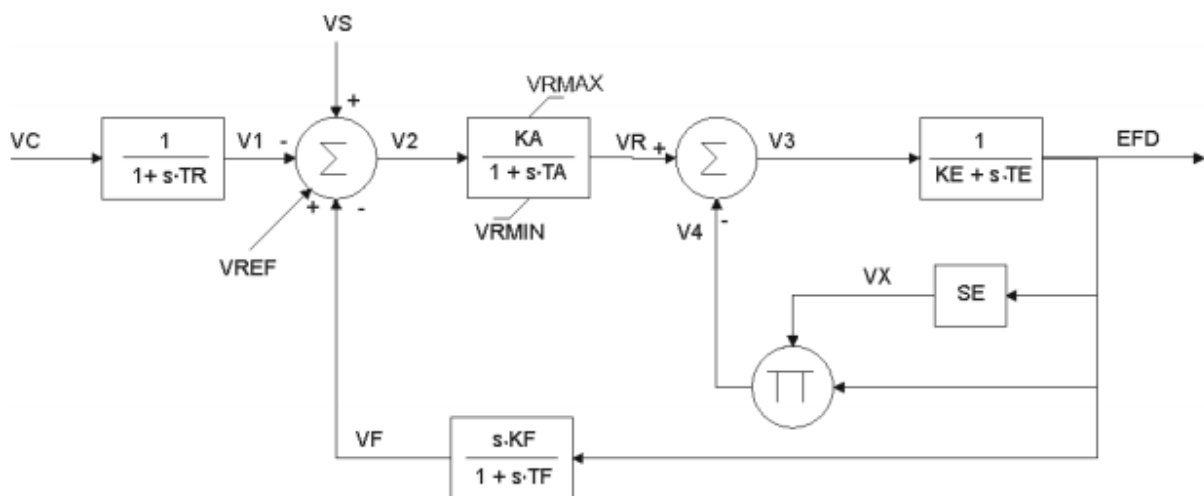 VS
VRMAX
VC
1
1+ s·TR
V1
-
+
Σ
V2
KA
1 + s·TA
VR
+
Σ
V3
1
KE + s·TE
EFD
+
-
VRMIN
VREF
V4
-
VX
SE
Π
VF
s·KF
1 + s·TF